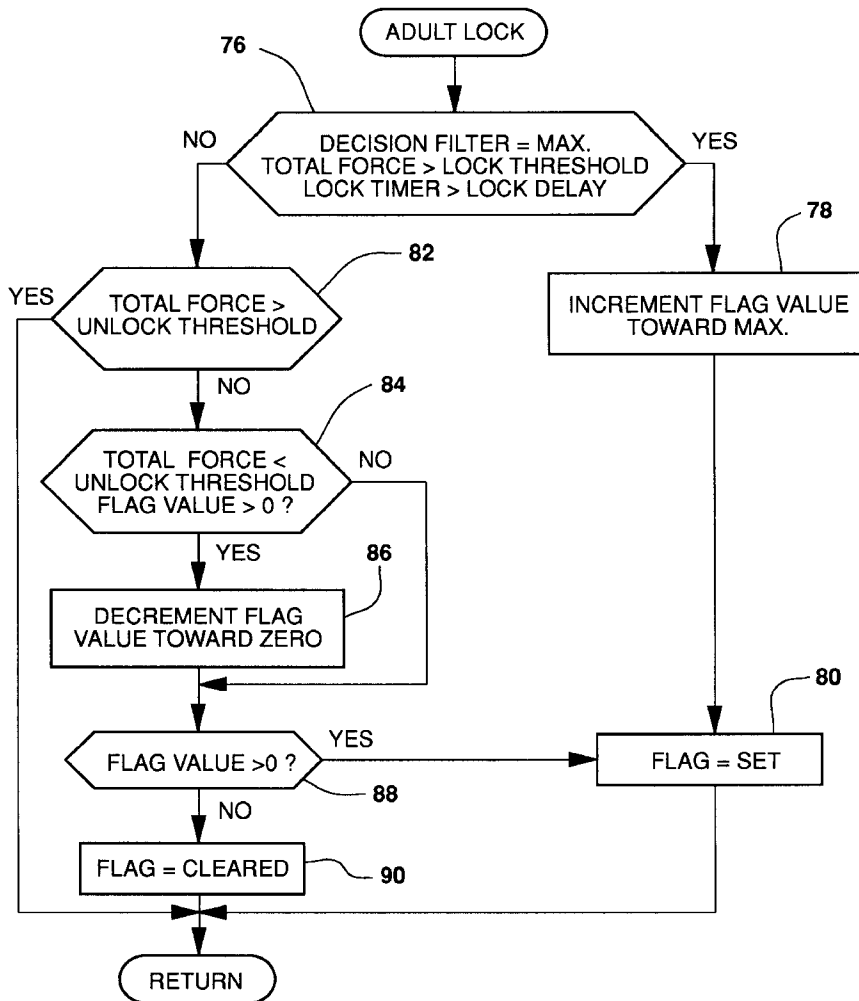 ADULT LOCK
76
DECISION FILTER = MAX.
TOTAL FORCE > LOCK THRESHOLD
LOCK TIMER > LOCK DELAY
NO
YES
78
INCREMENT FLAG VALUE
TOWARD MAX.
82
YES
TOTAL FORCE >
UNLOCK THRESHOLD
NO
84
TOTAL FORCE <
UNLOCK THRESHOLD
FLAG VALUE > 0 ?
NO
YES
86
DECREMENT FLAG
VALUE TOWARD ZERO
80
FLAG = SET
FLAG VALUE >0 ?
YES
88
NO
FLAG = CLEARED
90
RETURN